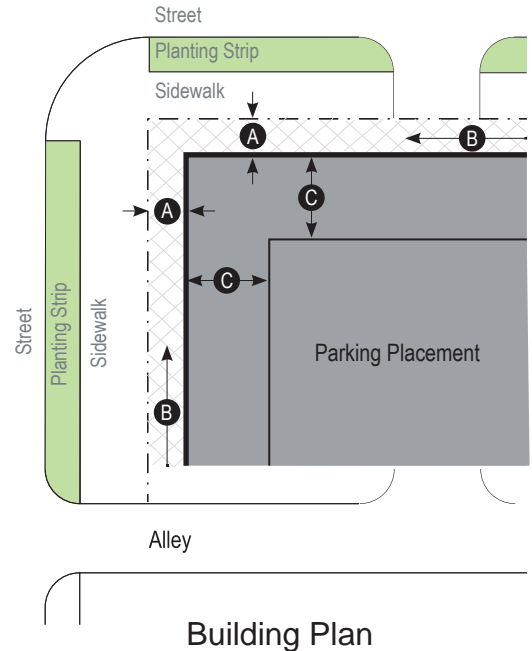 Street
Planting Strip
Sidewalk
A
B
A
C
C
Parking Placement
Street
Planting Strip
Sidewalk
B
Alley
Building Plan